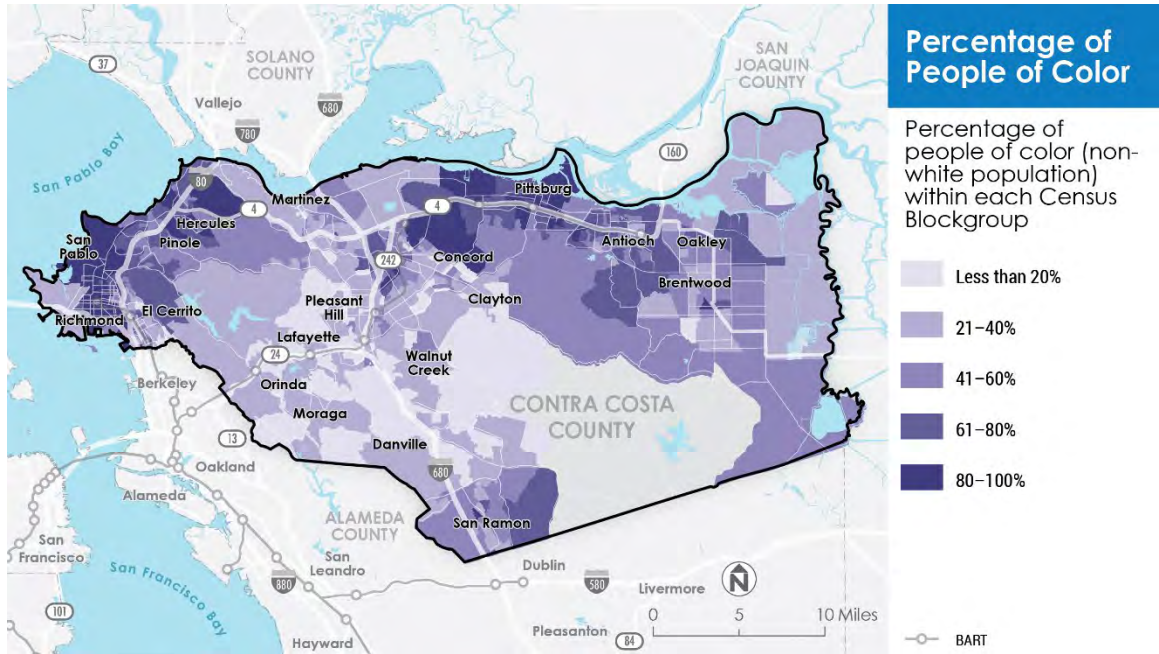 SOLANO
COUNTY
SAN
JOAQUIN
COUNTY
37
Vallejo
680
780
160
San Pablo Bay
80
Martinez
Pittsburg
4
4
Hercules
Pinole
San
Pablo
242
Concord
Antioch
Oakley
Brentwood
Clayton
Pleasant
Hill
El Cerrito
Richmond
Lafayette
24
Walnut
Creek
Orinda
Berkeley
Moraga
CONTRA COSTA
COUNTY
13
Danville
Oakland
680
Alameda
ALAMEDA
COUNTY
San Ramon
San
Francisco
San
Leandro
Dublin
San Francisco Bay
880
580
Livermore
N
101
Hayward
Pleasanton
84
0 5 10 Miles
Percentage of
People of Color
Percentage of
people of color (non-
white population)
within each Census
Blockgroup
Less than 20%
21–40%
41–60%
61–80%
80–100%
BART